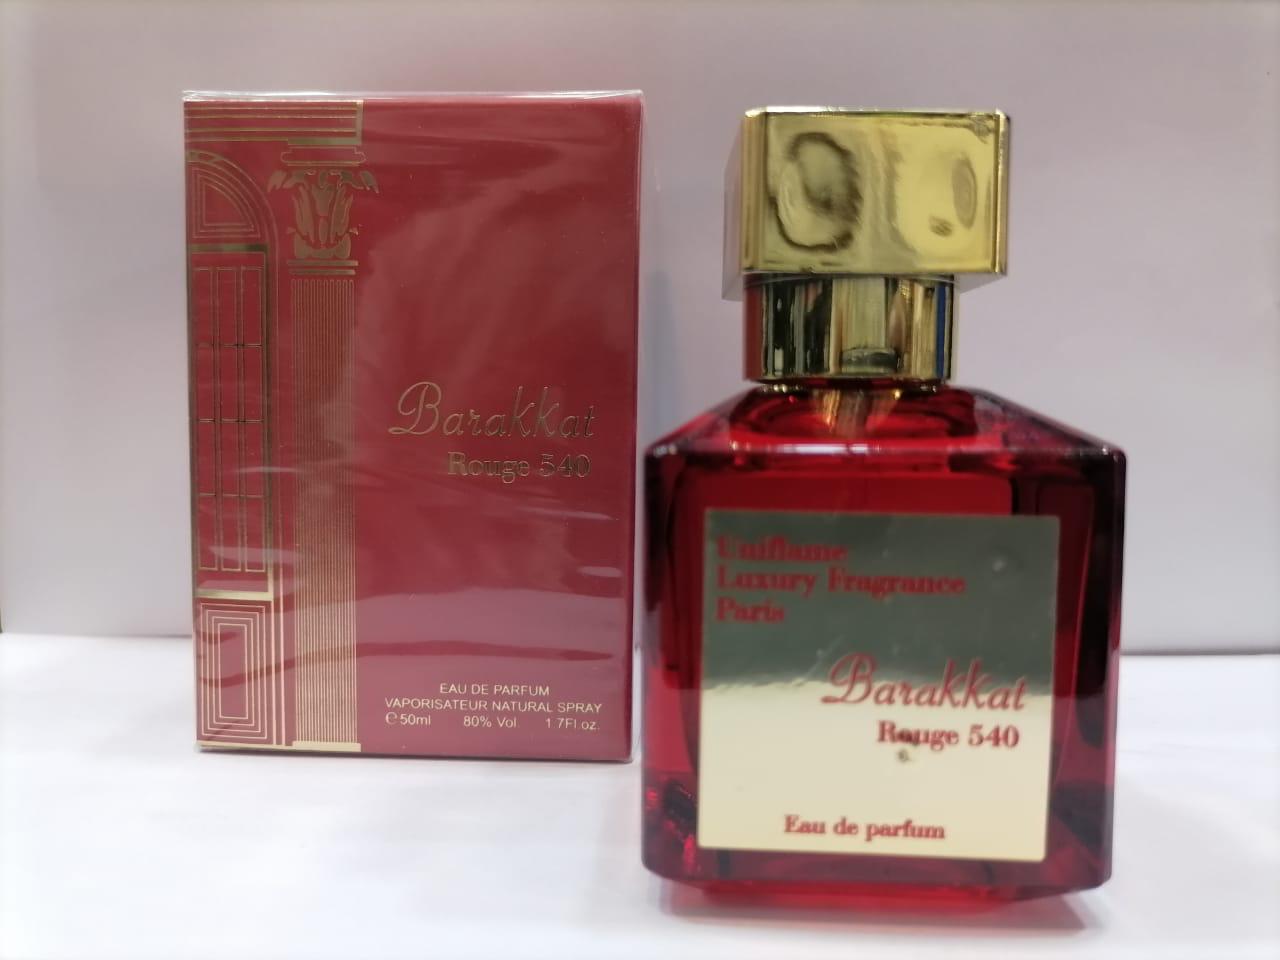 Barakkat
Rouge 540
EAU DE PARFUM
VAPORISATEUR NATURAL SPRAY
℮50ml 80% Vol. 1.7Fl.oz.
Uniflame
Luxury Fragrance
Paris
Barakkat
Rouge 540
Eau de parfum